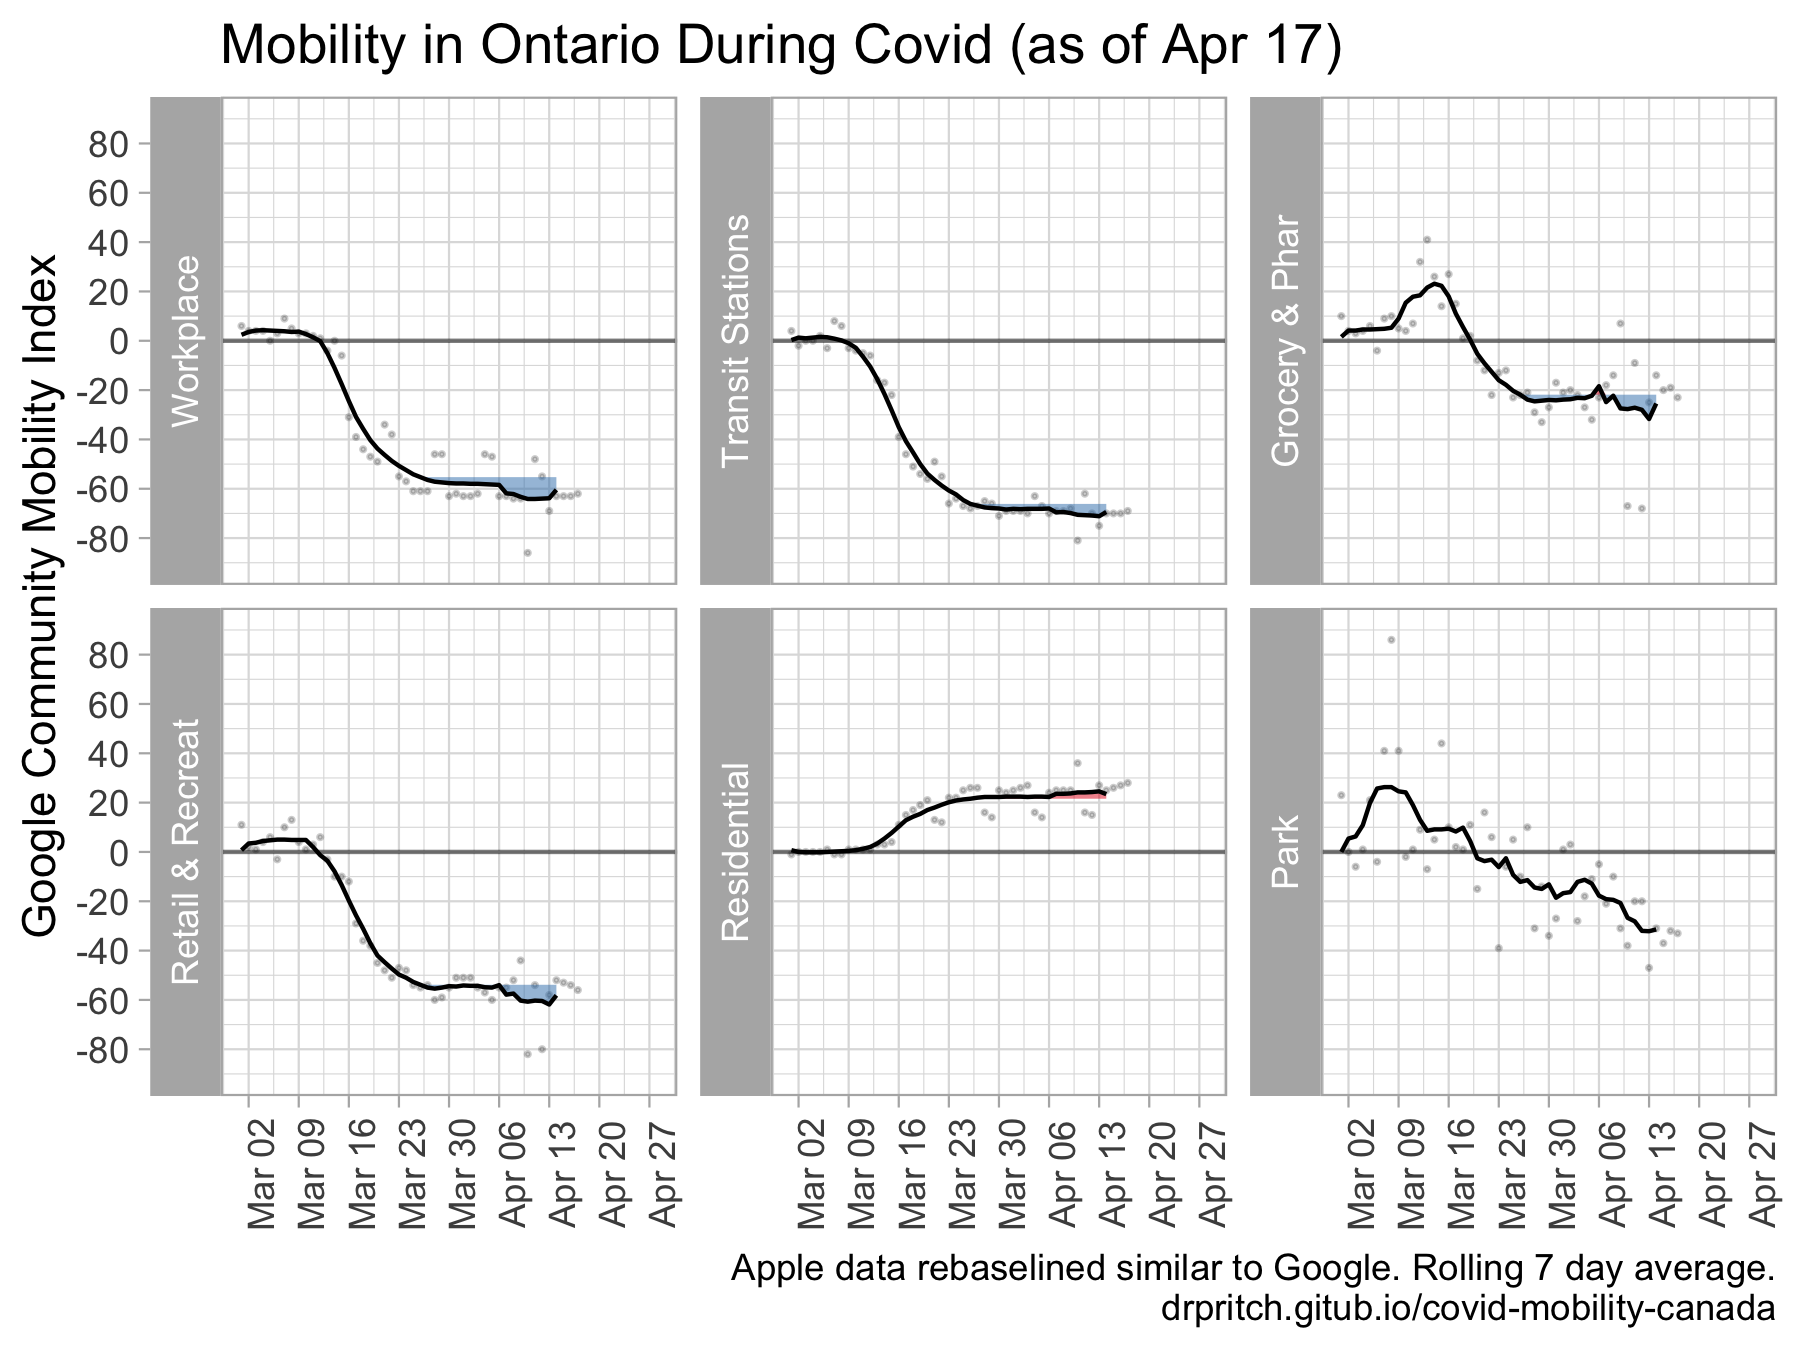 Mobility in Ontario During Covid (as of Apr 17)
Google Community Mobility Index
80
60
40
20
0
-20
-40
-60
-80
Workplace
Transit Stations
Grocery & Phar
80
60
40
20
0
-20
-40
-60
-80
Retail & Recreat
Residential
Park
Mar 02
Mar 09
Mar 16
Mar 23
Mar 30
Apr 06
Apr 13
Apr 20
Apr 27
Mar 02
Mar 09
Mar 16
Mar 23
Mar 30
Apr 06
Apr 13
Apr 20
Apr 27
Mar 02
Mar 09
Mar 16
Mar 23
Mar 30
Apr 06
Apr 13
Apr 20
Apr 27
Apple data rebaselined similar to Google. Rolling 7 day average.
drpritch.gitub.io/covid-mobility-canada